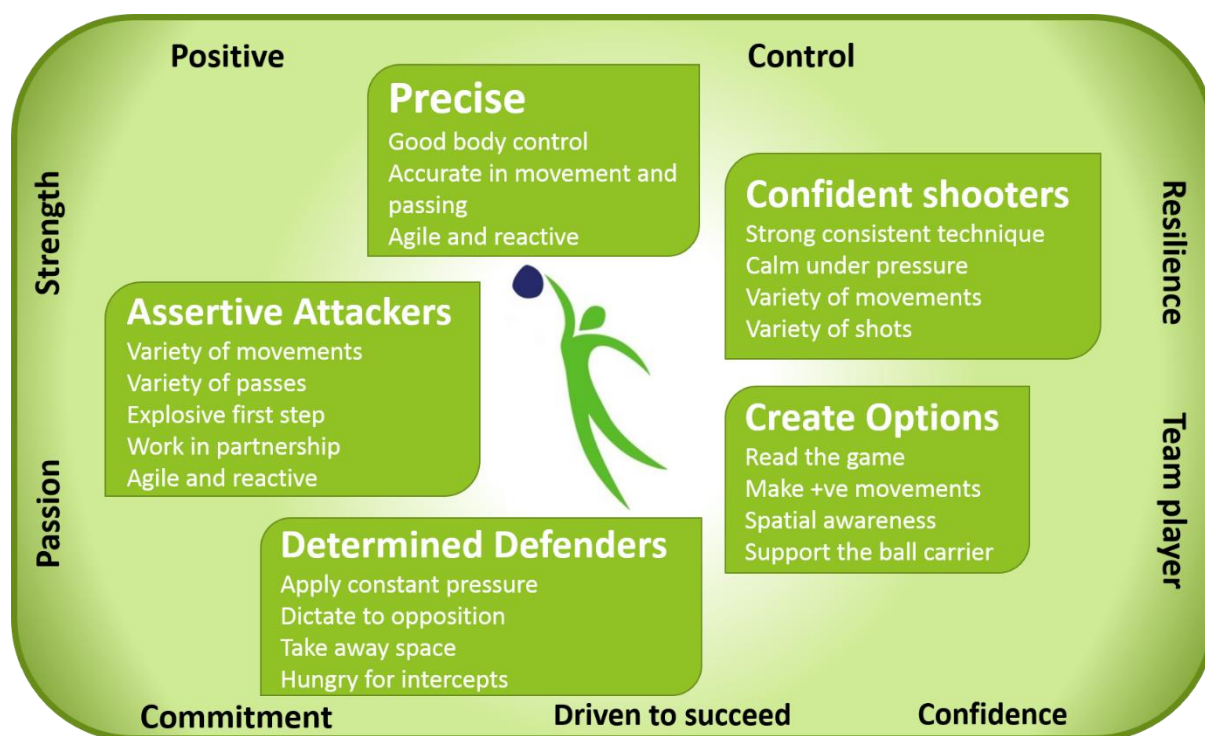 Positive
Control
Strength
Passion
Precise
Good body control
Accurate in movement and
passing
Agile and reactive
Confident shooters
Strong consistent technique
Calm under pressure
Variety of movements
Variety of shots
Assertive Attackers
Variety of movements
Variety of passes
Explosive first step
Work in partnership
Agile and reactive
Create Options
Read the game
Make +ve movements
Spatial awareness
Support the ball carrier
Determined Defenders
Apply constant pressure
Dictate to opposition
Take away space
Hungry for intercepts
Resilience
Team player
Commitment
Driven to succeed
Confidence